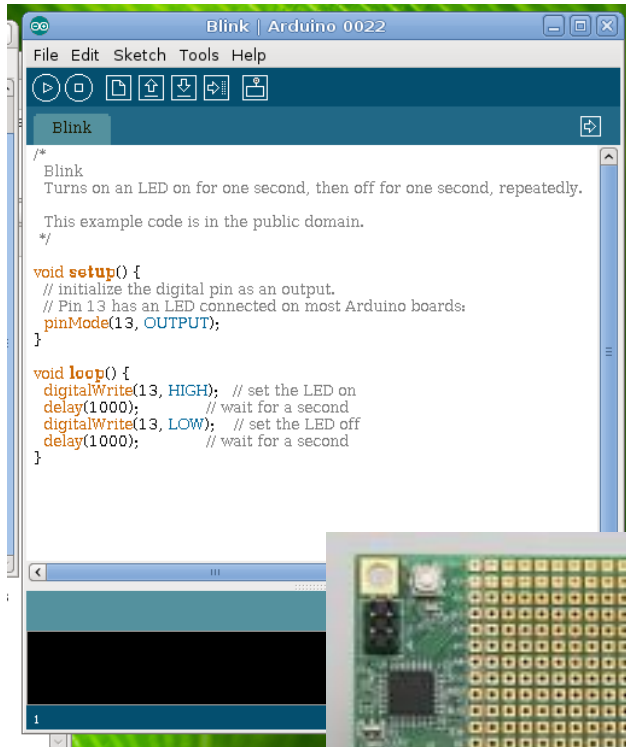 Blink | Arduino 0022
File Edit Sketch Tools Help
Blink
/*
Blink
Turns on an LED on for one second, then off for one second, repeatedly.
This example code is in the public domain.
*/
void setup() {
// initialize the digital pin as an output.
// Pin 13 has an LED connected on most Arduino boards:
pinMode(13, OUTPUT);
}
void loop() {
digitalWrite(13, HIGH); // set the LED on
delay(1000); // wait for a second
digitalWrite(13, LOW); // set the LED off
delay(1000); // wait for a second
}
s
1